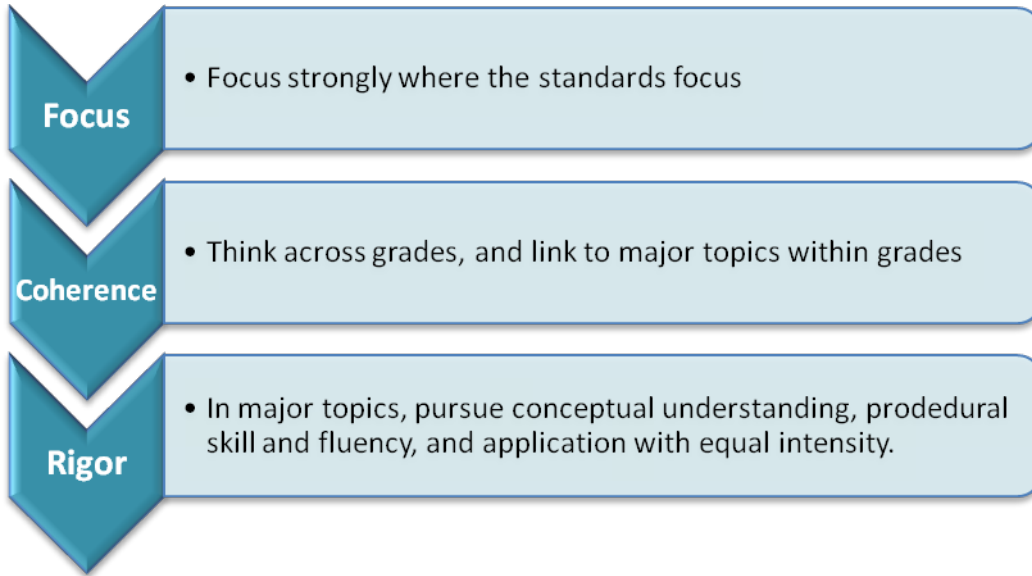 Focus
• Focus strongly where the standards focus
Coherence
• Think across grades, and link to major topics within grades
Rigor
• In major topics, pursue conceptual understanding, prodedural
skill and fluency, and application with equal intensity.